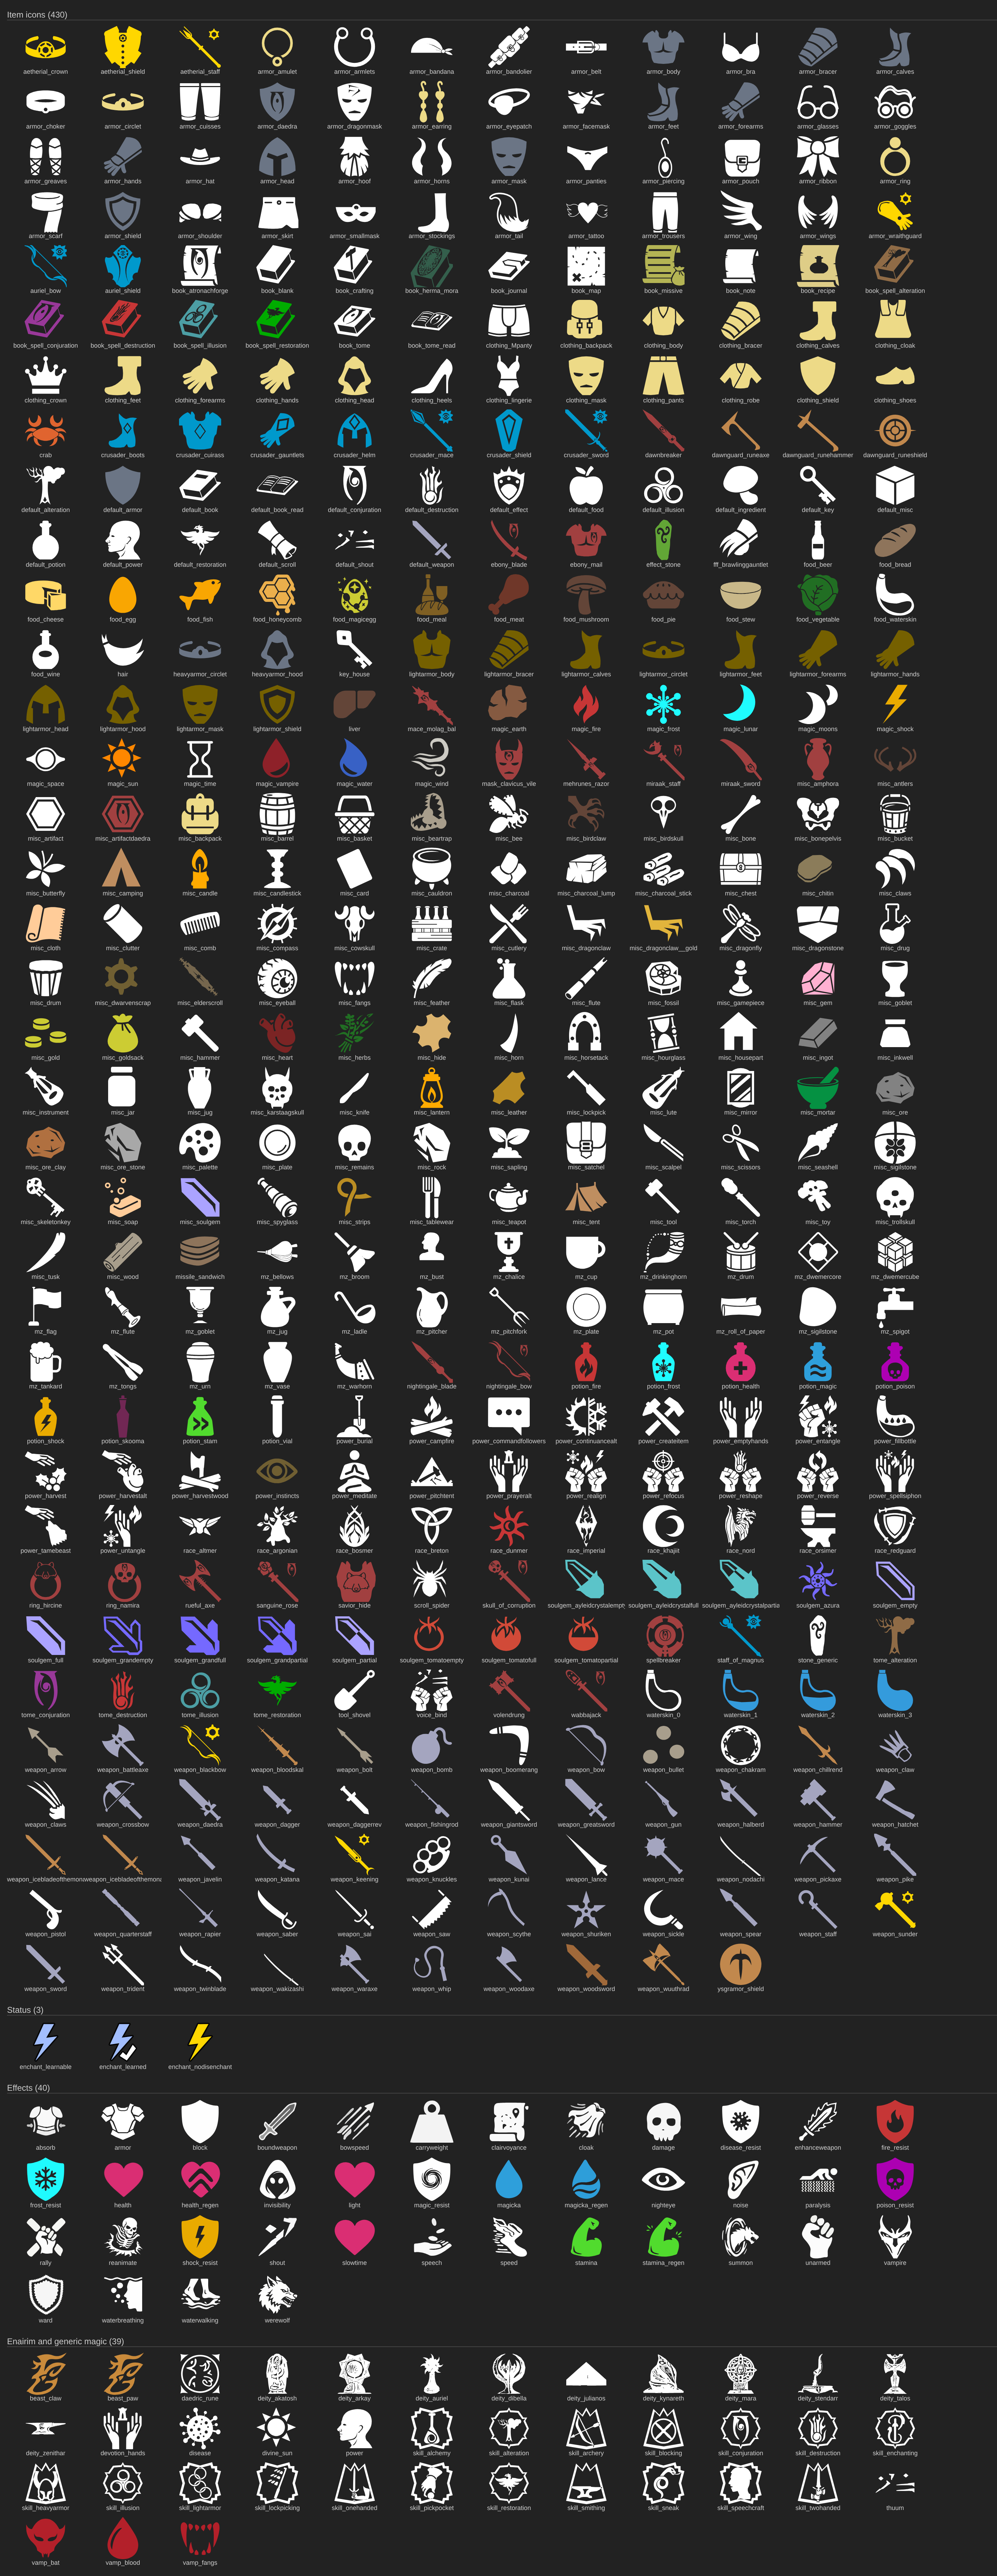 Item icons (430)
aetherial_crown aetherial_shield aetherial_staff armor_amulet armor_armlets armor_bandana armor_bandolier armor_belt armor_body armor_bra armor_bracer armor_calves
armor_choker armor_circlet armor_cuisses armor_daedra armor_dragonmask armor_earring armor_eyepatch armor_facemask armor_feet armor_forearms armor_glasses armor_goggles
armor_greaves armor_hands armor_hat armor_head armor_hoof armor_horns armor_mask armor_panties armor_piercing armor_pouch armor_ribbon armor_ring
armor_scarf armor_shield armor_shoulder armor_skirt armor_smallmask armor_stockings armor_tail armor_tattoo armor_trousers armor_wing armor_wings armor_wraithguard
auriel_bow auriel_shield book_atronachforge book_blank book_crafting book_herma_mora book_journal book_map book_missive book_note book_recipe book_spell_alteration
book_spell_conjuration book_spell_destruction book_spell_illusion book_spell_restoration book_tome book_tome_read clothing_Mpanty clothing_backpack clothing_body clothing_bracer clothing_calves clothing_cloak
clothing_crown clothing_feet clothing_forearms clothing_hands clothing_head clothing_heels clothing_lingerie clothing_mask clothing_pants clothing_robe clothing_shield clothing_shoes
crab crusader_boots crusader_cuirass crusader_gauntlets crusader_helm crusader_mace crusader_shield crusader_sword dawnbreaker dawnguard_runeaxe dawnguard_runehammer dawnguard_runeshield
default_alteration default_armor default_book default_book_read default_conjuration default_destruction default_effect default_food default_illusion default_ingredient default_key default_misc
default_potion default_power default_restoration default_scroll default_shout default_weapon ebony_blade ebony_mail effect_stone fff_brawlinggauntlet food_beer food_bread
food_cheese food_egg food_fish food_honeycomb food_magicegg food_meal food_meat food_mushroom food_pie food_stew food_vegetable food_waterskin
food_wine hair heavyarmor_circlet heavyarmor_hood key_house lightarmor_body lightarmor_bracer lightarmor_calves lightarmor_circlet lightarmor_feet lightarmor_forearms lightarmor_hands
lightarmor_head lightarmor_hood lightarmor_mask lightarmor_shield liver mace_molag_bal magic_earth magic_fire magic_frost magic_lunar magic_moons magic_shock
magic_space magic_sun magic_time magic_vampire magic_water magic_wind mask_clavicus_vile mehrunes_razor miraak_staff miraak_sword misc_amphora misc_antlers
misc_artifact misc_artifactdaedra misc_backpack misc_barrel misc_basket misc_beartrap misc_bee misc_birdclaw misc_birdskull misc_bone misc_bonepelvis misc_bucket
misc_butterfly misc_camping misc_candle misc_candlestick misc_card misc_cauldron misc_charcoal misc_charcoal_lump misc_charcoal_stick misc_chest misc_chitin misc_claws
misc_cloth misc_clutter misc_comb misc_compass misc_cowskull misc_crate misc_cutlery misc_dragonclaw misc_dragonclaw__gold misc_dragonfly misc_dragonstone misc_drug
misc_drum misc_dwarvenscrap misc_elderscroll misc_eyeball misc_fangs misc_feather misc_flask misc_flute misc_fossil misc_gamepiece misc_gem misc_goblet
misc_gold misc_goldsack misc_hammer misc_heart misc_herbs misc_hide misc_horn misc_horsetack misc_hourglass misc_housepart misc_ingot misc_inkwell
misc_instrument misc_jar misc_jug misc_karstaagskull misc_knife misc_lantern misc_leather misc_lockpick misc_lute misc_mirror misc_mortar misc_ore
misc_ore_clay misc_ore_stone misc_palette misc_plate misc_remains misc_rock misc_sapling misc_satchel misc_scalpel misc_scissors misc_seashell misc_sigilstone
misc_skeletonkey misc_soap misc_soulgem misc_spyglass misc_strips misc_tablewear misc_teapot misc_tent misc_tool misc_torch misc_toy misc_trollskull
misc_tusk misc_wood missile_sandwich mz_bellows mz_broom mz_bust mz_chalice mz_cup mz_drinkinghorn mz_drum mz_dwemercore mz_dwemercube
mz_flag mz_flute mz_goblet mz_jug mz_ladle mz_pitcher mz_pitchfork mz_plate mz_pot mz_roll_of_paper mz_sigilstone mz_spigot
mz_tankard mz_tongs mz_urn mz_vase mz_warhorn nightingale_blade nightingale_bow potion_fire potion_frost potion_health potion_magic potion_poison
potion_shock potion_skooma potion_stam potion_vial power_burial power_campfire power_commandfollowers power_continuancealt power_createitem power_emptyhands power_entangle power_fillbottle
power_harvest power_harvestalt power_harvestwood power_instincts power_meditate power_pitchtent power_prayeralt power_realign power_refocus power_reshape power_reverse power_spellsiphon
power_tamebeast power_untangle race_altmer race_argonian race_bosmer race_breton race_dunmer race_imperial race_khajiit race_nord race_orsimer race_redguard
ring_hircine ring_namira rueful_axe sanguine_rose savior_hide scroll_spider skull_of_corruption soulgem_ayleidcrystalempty soulgem_ayleidcrystalfull soulgem_ayleidcrystalpartial soulgem_azura soulgem_empty
soulgem_full soulgem_grandempty soulgem_grandfull soulgem_grandpartial soulgem_partial soulgem_tomatoempty soulgem_tomatofull soulgem_tomatopartial spellbreaker staff_of_magnus stone_generic tome_alteration
tome_conjuration tome_destruction tome_illusion tome_restoration tool_shovel voice_bind volendrung wabbajack waterskin_0 waterskin_1 waterskin_2 waterskin_3
weapon_arrow weapon_battleaxe weapon_blackbow weapon_bloodskal weapon_bolt weapon_bomb weapon_boomerang weapon_bow weapon_bullet weapon_chakram weapon_chillrend weapon_claw
weapon_claws weapon_crossbow weapon_daedra weapon_dagger weapon_daggerrev weapon_fishingrod weapon_giantsword weapon_greatsword weapon_gun weapon_halberd weapon_hammer weapon_hatchet
weapon_javelin weapon_katana weapon_keening weapon_knuckles weapon_kunai weapon_lance weapon_mace weapon_nodachi weapon_pickaxe weapon_pike
weapon_pistol weapon_quarterstaff weapon_rapier weapon_saber weapon_sai weapon_saw weapon_scythe weapon_shuriken weapon_sickle weapon_spear weapon_staff weapon_sunder
weapon_sword weapon_trident weapon_twinblade weapon_wakizashi weapon_waraxe weapon_whip weapon_woodaxe weapon_woodsword weapon_wuuthrad ysgramor_shield
Status (3)
enchant_learnable enchant_learned enchant_nodisenchant
Effects (40)
absorb armor block boundweapon bowspeed carryweight clairvoyance cloak damage disease_resist enhanceweapon fire_resist
frost_resist health health_regen invisibility light magic_resist magicka magicka_regen nighteye noise paralysis poison_resist
rally reanimate shock_resist shout slowtime speech speed stamina stamina_regen summon unarmed vampire
ward waterbreathing waterwalking werewolf
Enairim and generic magic (39)
beast_claw beast_paw daedric_rune deity_akatosh deity_arkay deity_auriel deity_dibella deity_julianos deity_kynareth deity_mara deity_stendarr deity_talos
deity_zenithar devotion_hands disease divine_sun power skill_alchemy skill_alteration skill_archery skill_blocking skill_conjuration skill_destruction skill_enchanting
skill_heavyarmor skill_illusion skill_lightarmor skill_lockpicking skill_onehanded skill_pickpocket skill_restoration skill_smithing skill_sneak skill_speechcraft skill_twohanded thuum
vamp_bat vamp_blood vamp_fangs